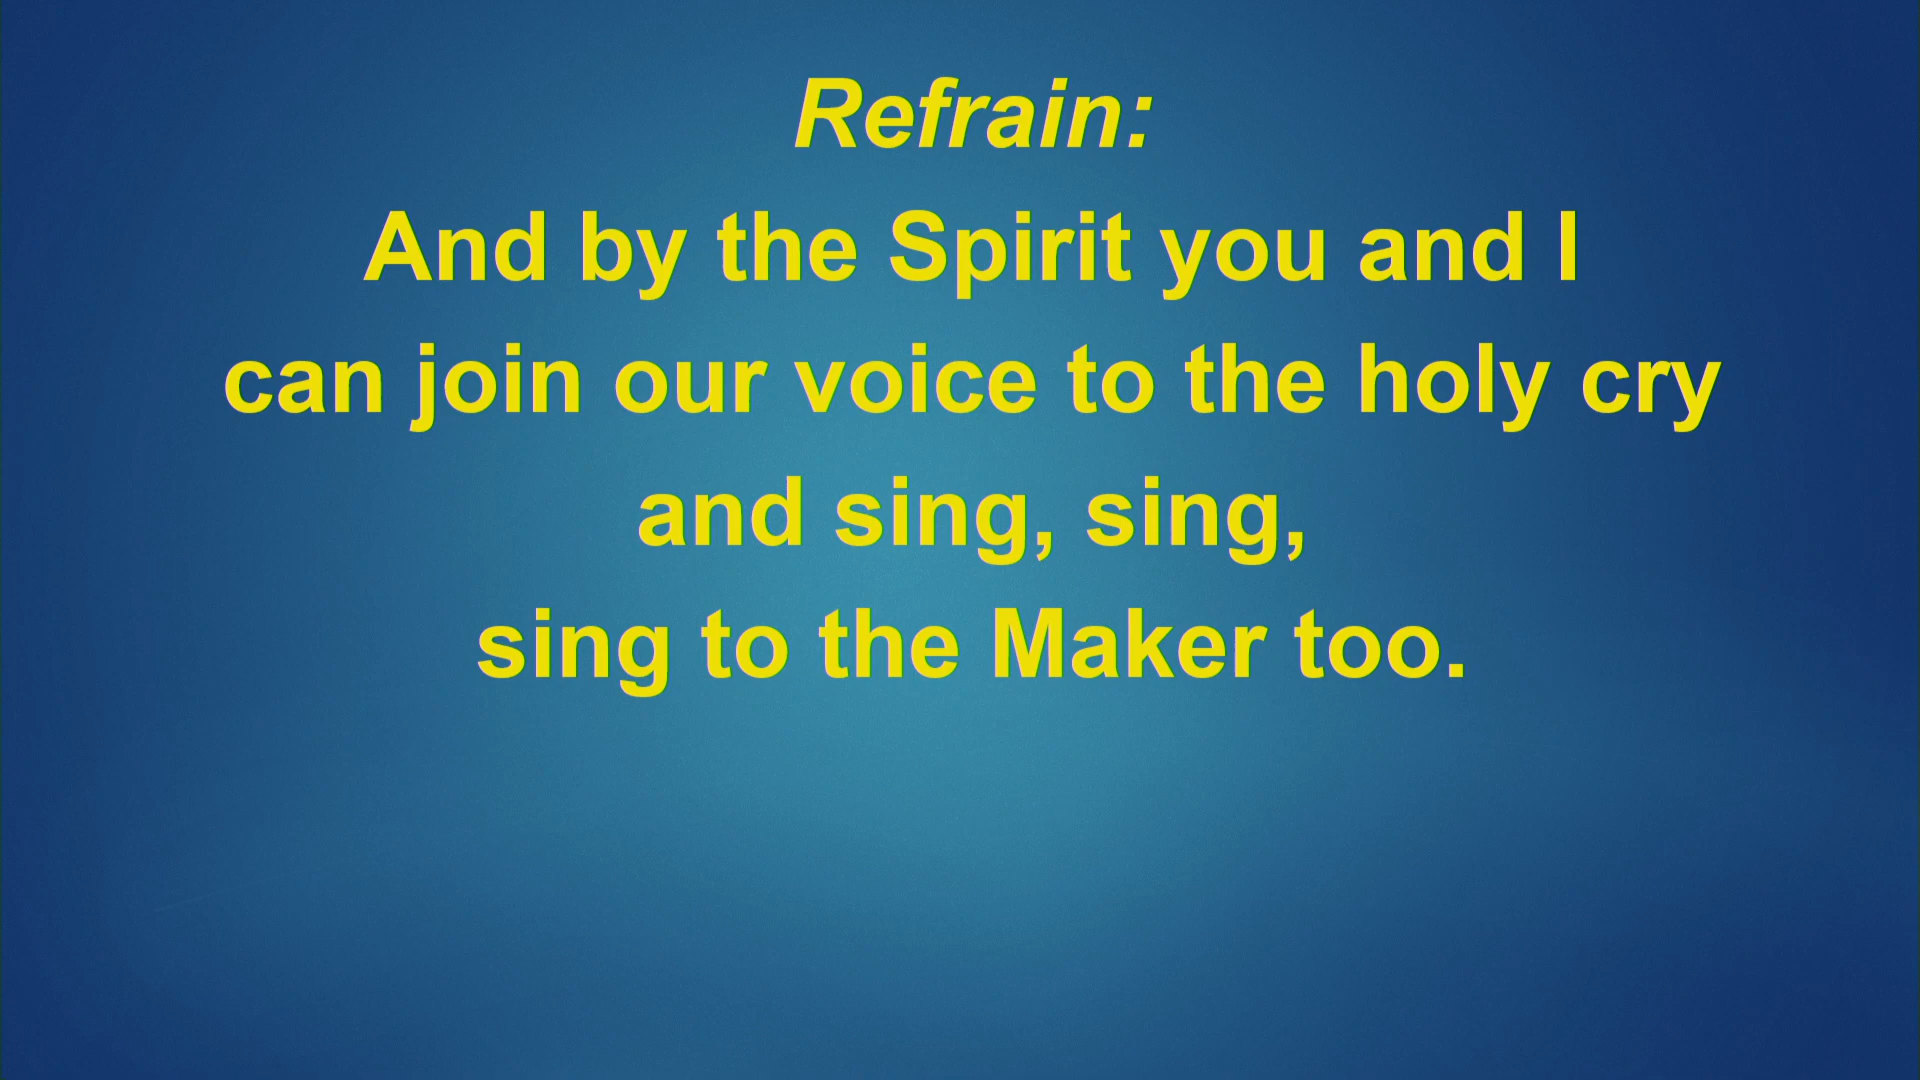 Refrain:
And by the Spirit you and I
can join our voice to the holy cry
and sing, sing,
sing to the Maker too.